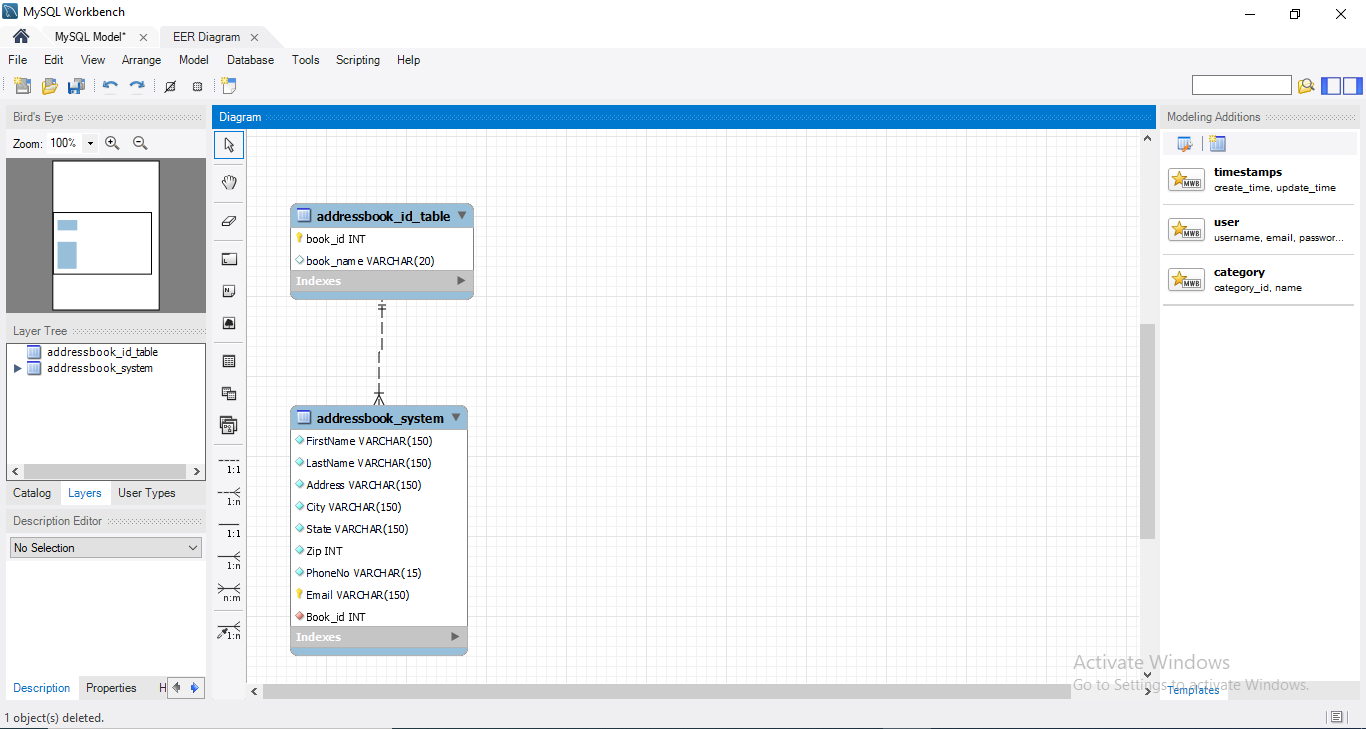 MySQL Workbench
MySQL Model*
EER Diagram
File Edit View Arrange Model Database Tools Scripting Help
Bird's Eye
Zoom: 100%
Layer Tree
addressbook_id_table
addressbook_system
Catalog Layers User Types
Description Editor
No Selection
Description Properties H
1 object(s) deleted.
Diagram
1:1
1:n
1:1
1:n
n:m
1:n
addressbook_id_table
book_id INT
book_name VARCHAR(20)
Indexes
addressbook_system
FirstName VARCHAR(150)
LastName VARCHAR(150)
Address VARCHAR(150)
City VARCHAR(150)
State VARCHAR(150)
Zip INT
PhoneNo VARCHAR(15)
Email VARCHAR(150)
Book_id INT
Indexes
Modeling Additions
MWB
timestamps
create_time, update_time
MWB
user
username, email, passwor...
MWB
category
category_id, name
Activate Windows
Go to Settings to activate Windows.
Templates